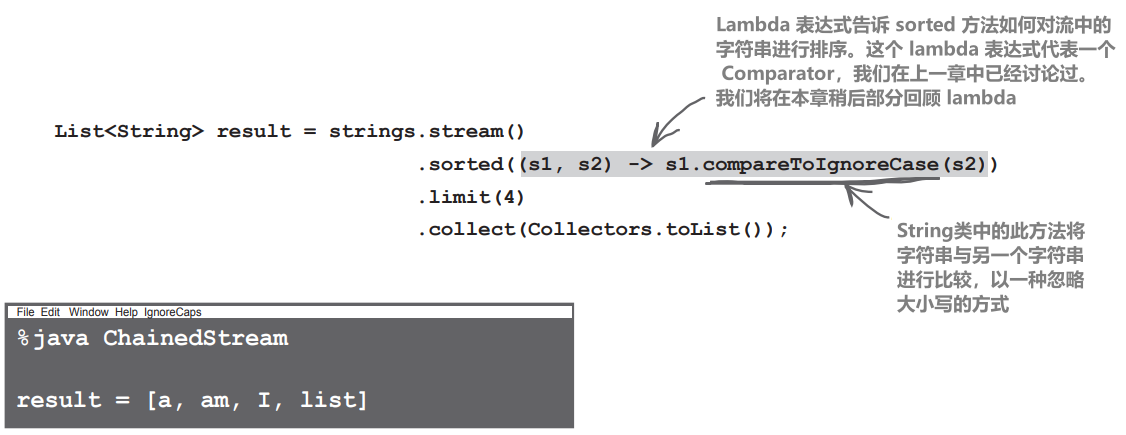 Lambda 表达式告诉 sorted 方法如何对流中的
字符串进行排序。这个 lambda 表达式代表一个
Comparator，我们在上一章中已经讨论过。
我们将在本章稍后部分回顾 lambda
List<String> result = strings.stream()
.sorted((s1, s2) -> s1.compareToIgnoreCase(s2))
.limit(4)
.collect(Collectors.toList());
String类中的此方法将
字符串与另一个字符串
进行比较，以一种忽略
大小写的方式
File Edit Window Help IgnoreCaps
%java ChainedStream
result = [a, am, I, list]